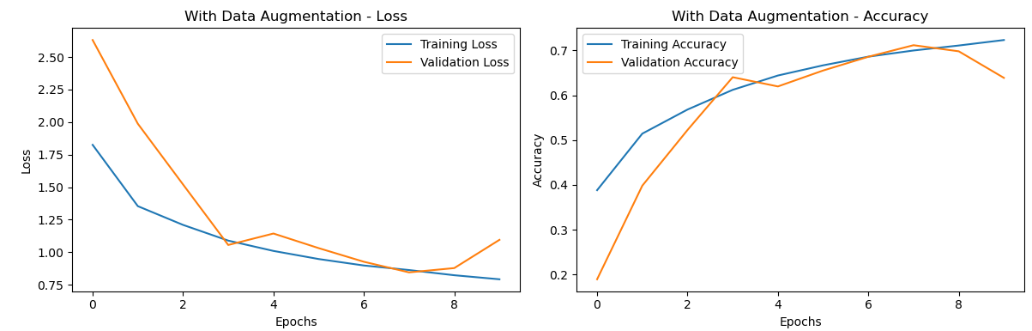 With Data Augmentation - Loss
Training Loss
Validation Loss
2.50
2.25
2.00
1.75
1.50
1.25
1.00
0.75
Loss
0 2 4 6 8
Epochs
With Data Augmentation - Accuracy
Training Accuracy
Validation Accuracy
0.7
0.6
0.5
0.4
0.3
0.2
Accuracy
0 2 4 6 8
Epochs